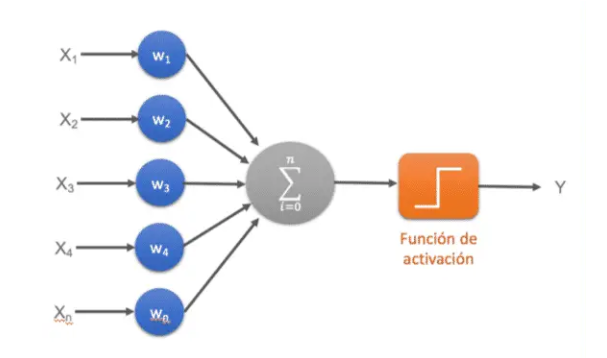 X₁ w₁
X₂ w₂
X₃ w₃
X₄ w₄
Xₙ wₙ
n
∑
i=0
Función de
activación
Y